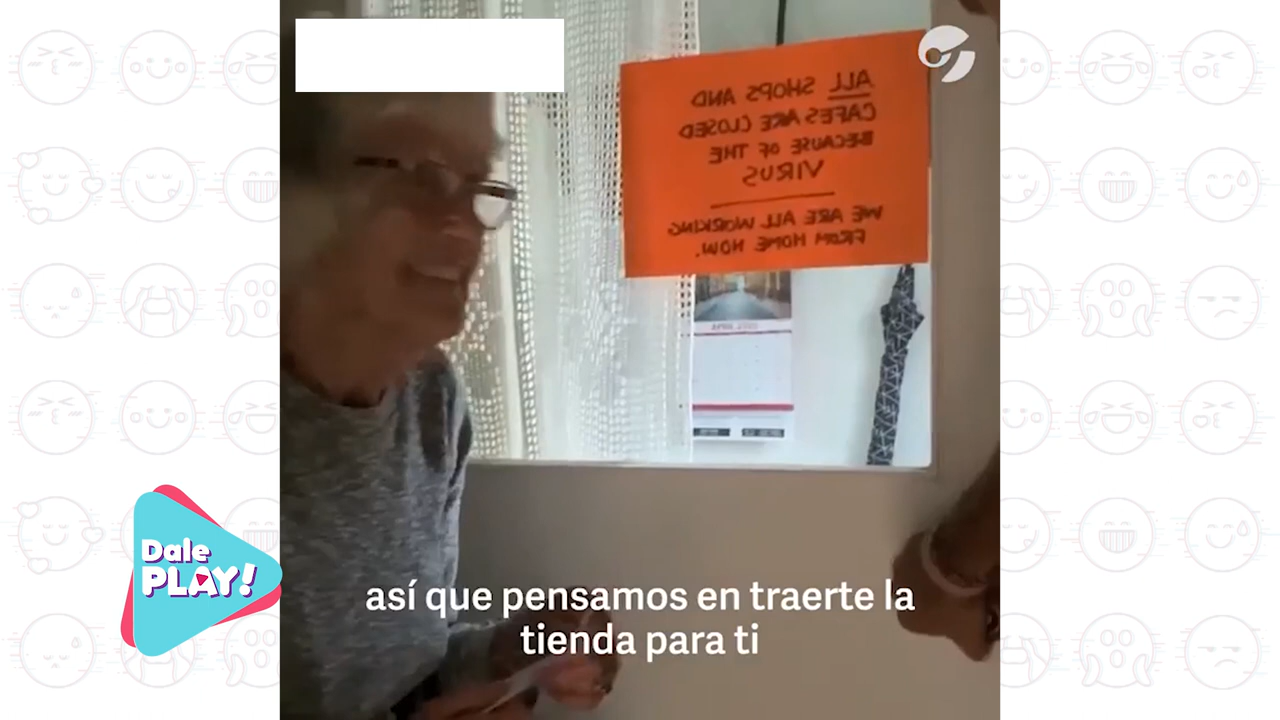 ALL SHOPS AND
CAFES ARE CLOSED
BECAUSE OF THE
VIRUS
WE ARE ALL WORKING
FROM HOME NOW.
Dale
PLAY!
así que pensamos en traerte la
tienda para ti